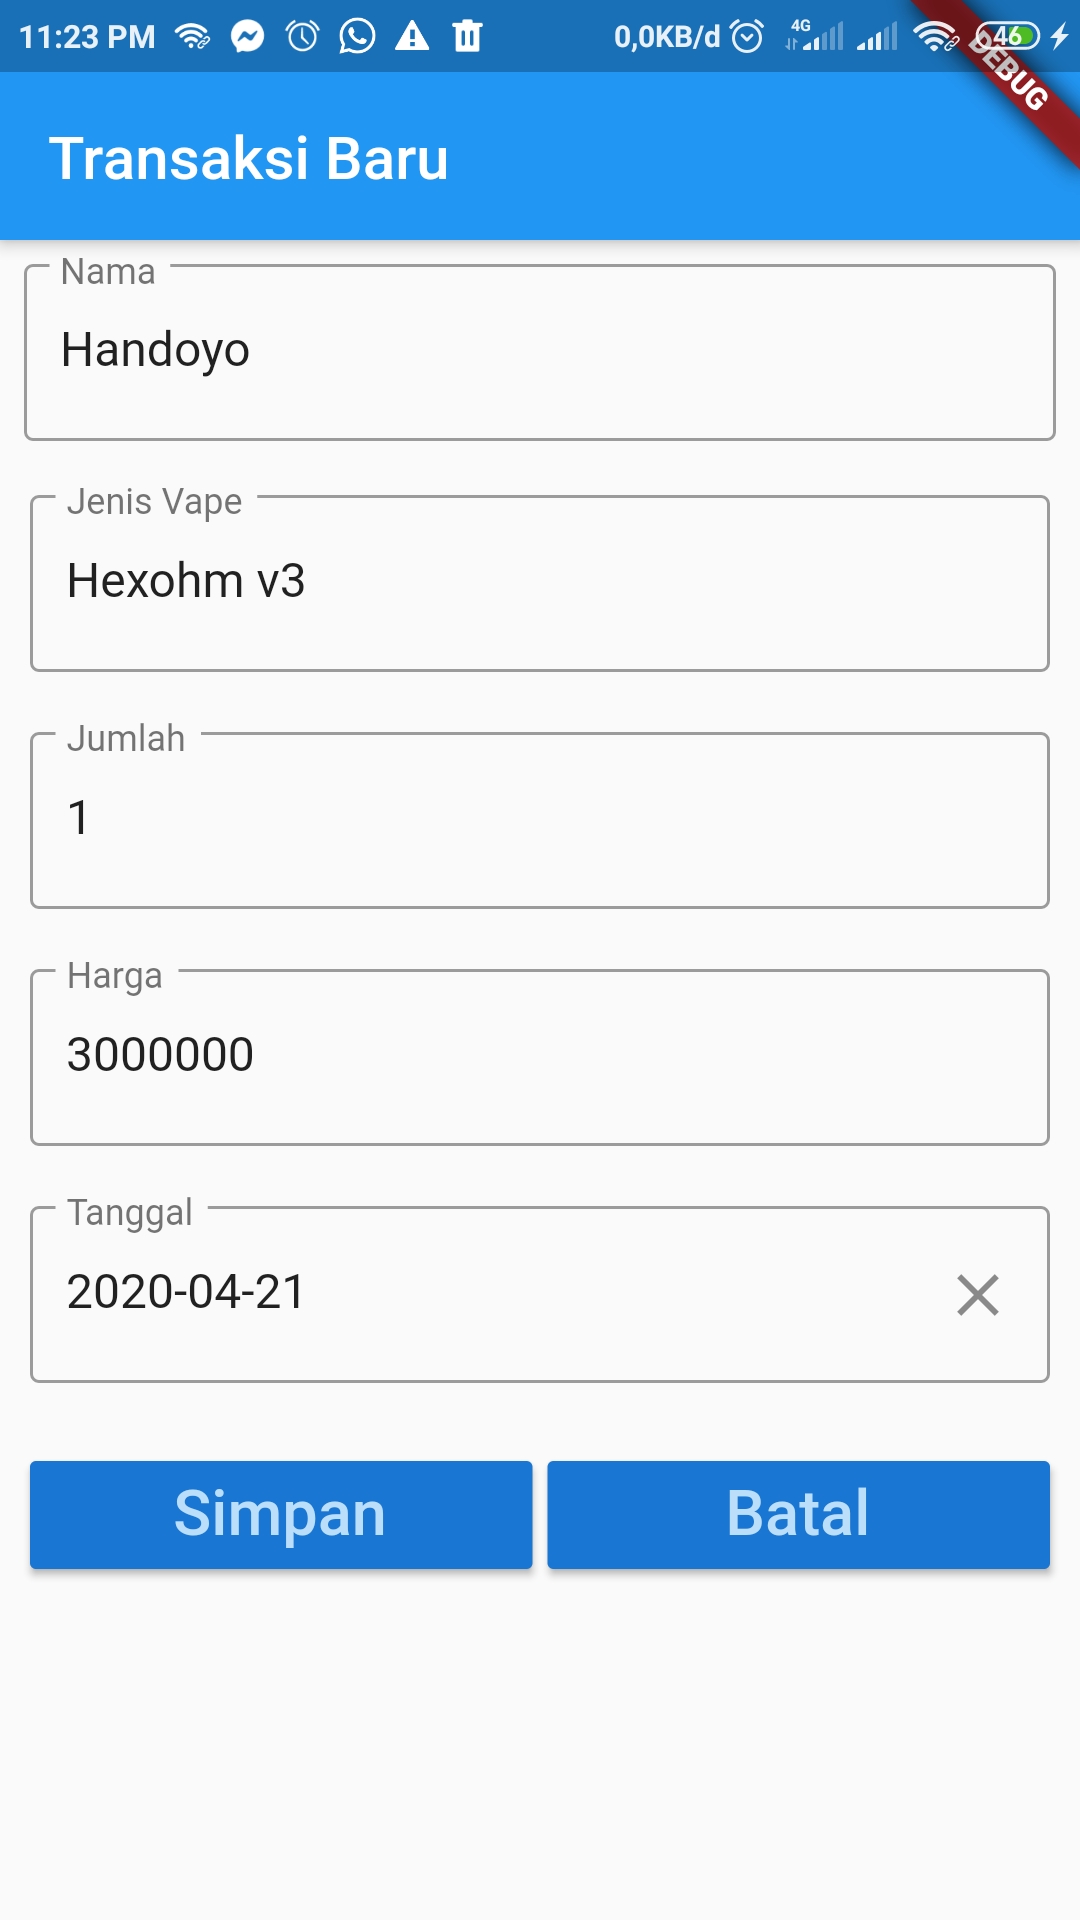 11:23 PM 0,0KB/d 4G 46
DEBUG
Transaksi Baru
Nama
Handoyo
Jenis Vape
Hexohm v3
Jumlah
1
Harga
3000000
Tanggal
2020-04-21
Simpan Batal